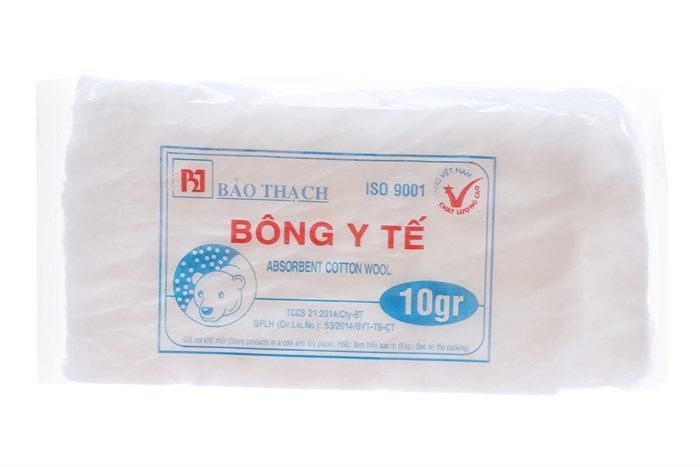 BẢO THẠCH
ISO 9001
HÀNG VIỆT NAM
CHẤT LƯỢNG CAO
BÔNG Y TẾ
ABSORBENT COTTON WOOL
10gr
TCCS 21:2014/Cty-BT
GPLH (Cir.Lic.No.): 53/2014/BYT-TB-CT
Giữ nơi khô mát (Store products in a cool and dry place), HSD: Xem trên bao bì (Exp.: See on the packing)